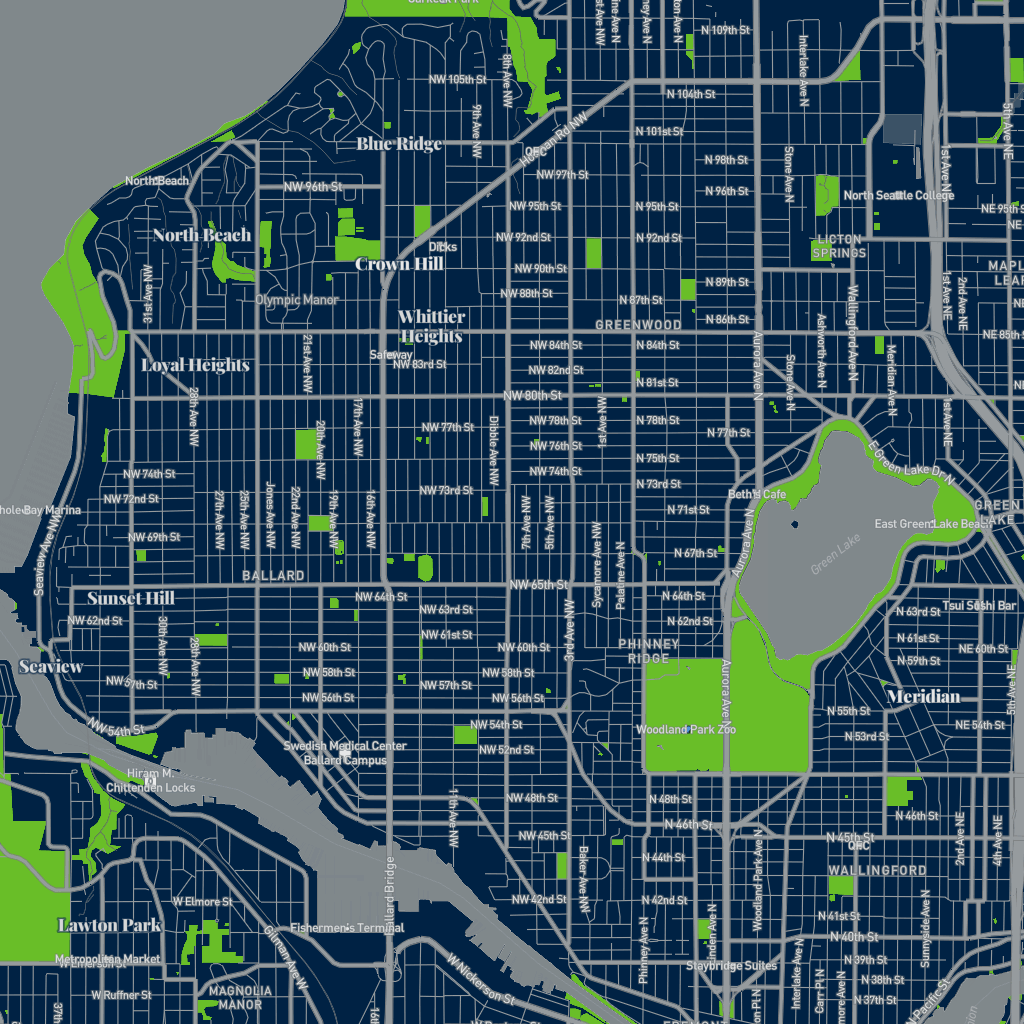 Carkeek Park
N 109th St
NW 105th St
8th Ave NW
Interlake Ave N
N 104th St
9th Ave NW
N 101st St
5th Ave NE
Blue Ridge
QFC
Holman Rd NW
N 98th St
Stone Ave N
1st Ave NE
North Beach
NW 96th St
NW 97th St
N 96th St
North Seattle College
NW 95th St
N 95th St
NE 95th St
North Beach
Dicks
NW 92nd St
N 92nd St
LICTON
SPRINGS
Crown Hill
NW 90th St
31st Ave NW
N 89th St
1st Ave NE
2nd Ave NE
Olympic Manor
NW 88th St
N 87th St
Wallingford Ave N
Whittier
Heights
GREENWOOD
N 86th St
Ashworth Ave N
NE 85th St
NW 84th St
N 84th St
Aurora Ave N
Meridian Ave N
21st Ave NW
Safeway
Loyal Heights
NW 83rd St
NW 82nd St
N 81st St
Stone Ave N
28th Ave NW
NW 80th St
17th Ave NW
1st Ave NW
1st Ave NE
20th Ave NW
NW 77th St
Dibble Ave NW
NW 78th St
N 78th St
N 77th St
NW 76th St
N 75th St
E Green Lake Dr N
NW 74th St
NW 74th St
NW 72nd St
NW 73rd St
N 73rd St
Beth's Cafe
27th Ave NW
25th Ave NW
Jones Ave NW
22nd Ave NW
19th Ave NW
16th Ave NW
7th Ave NW
5th Ave NW
N 71st St
GREEN
LAKE
East Green Lake Beach
NW 69th St
Sycamore Ave NW
Palatine Ave N
N 67th St
Aurora Ave N
Green Lake
Seaview Ave NW
BALLARD
NW 65th St
Sunset Hill
NW 64th St
N 64th St
NW 63rd St
N 63rd St
Tsui Sushi Bar
NW 62nd St
N 62nd St
30th Ave NW
28th Ave NW
NW 61st St
3rd Ave NW
N 61st St
NW 60th St
NW 60th St
PHINNEY
RIDGE
NE 60th St
N 59th St
Seaview
NW 57th St
NW 58th St
NW 58th St
NW 57th St
Aurora Ave N
5th Ave NE
NW 56th St
NW 56th St
Meridian
N 55th St
NW 54th St
NW 54th St
Woodland Park Zoo
NE 54th St
N 53rd St
Swedish Medical Center
Ballard Campus
NW 52nd St
Hiram M.
Chittenden Locks
11th Ave NW
NW 48th St
N 48th St
N 46th St
N 46th St
2nd Ave NE
4th Ave NE
NW 45th St
N 45th St
QFC
Baker Ave NW
N 44th St
Woodland Park Ave N
WALLINGFORD
NW 42nd St
N 42nd St
W Elmore St
N 41st St
Sunnyside Ave N
Lawton Park
Fishermen's Terminal
N 40th St
Gilman Ave W
Phinney Ave N
Metropolitan Market
W Emerson St
Staybridge Suites
Interlake Ave N
N 39th St
W Nickerson St
N 38th St
W Ruffner St
MAGNOLIA
MANOR
N 37th St
Carr Pl N
N Pacific St
FREMONT